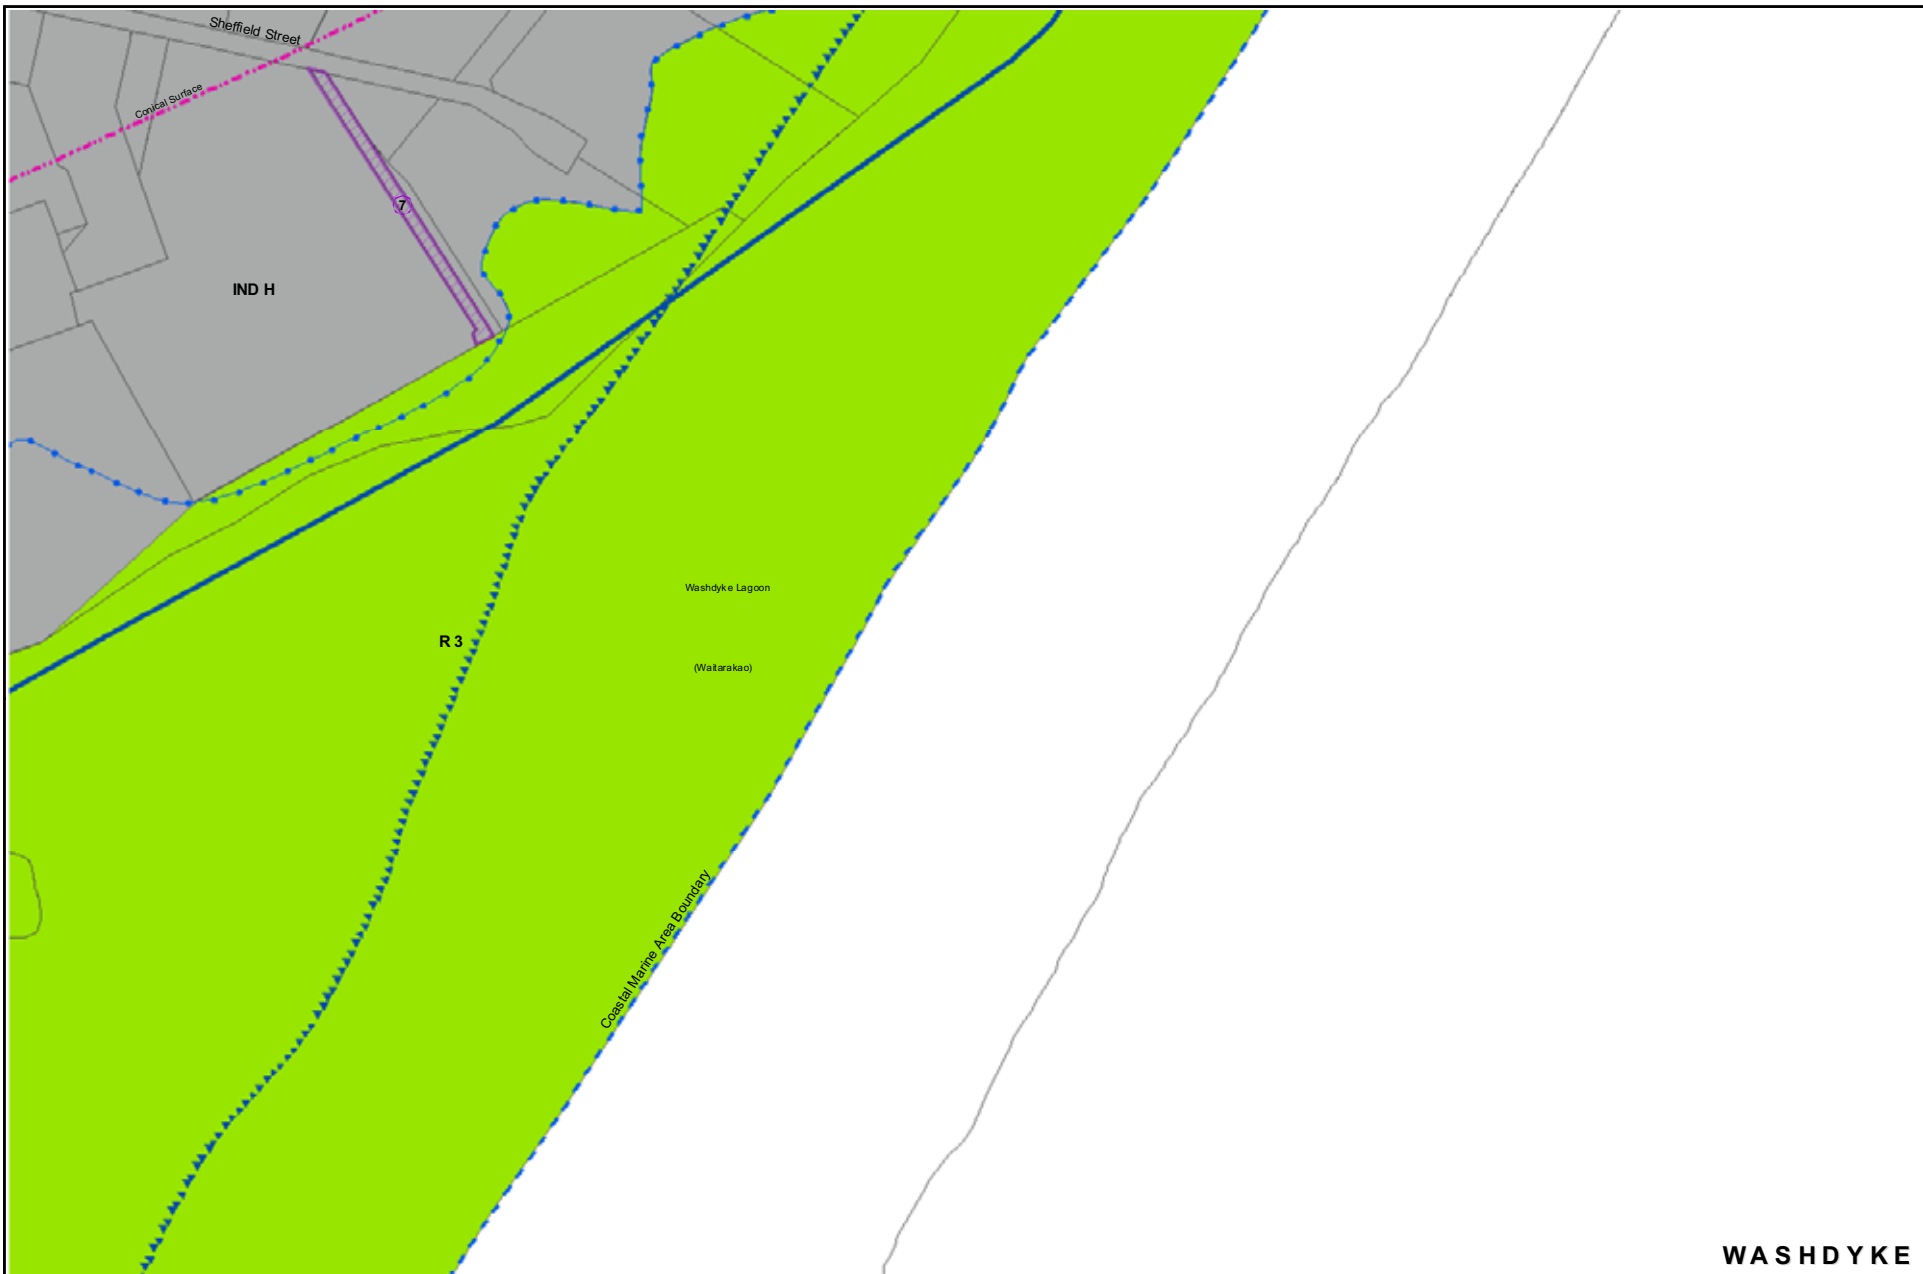 Sheffield Street
Conical Surface
7
IND H
Washdyke Lagoon
R 3
(Waitarakao)
Coastal Marine Area Boundary
WASHDYKE